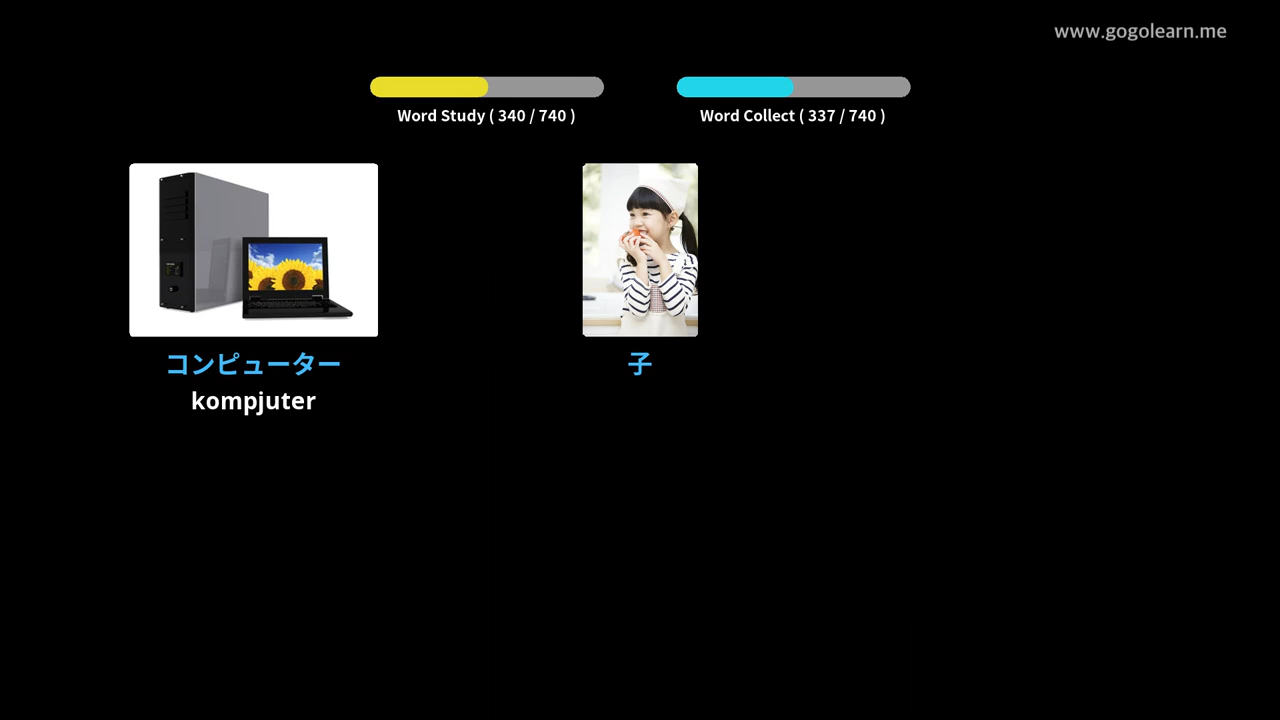 www.gogolearn.me
Word Study ( 340 / 740 )
Word Collect ( 337 / 740 )
コンピューター
kompjuter
子